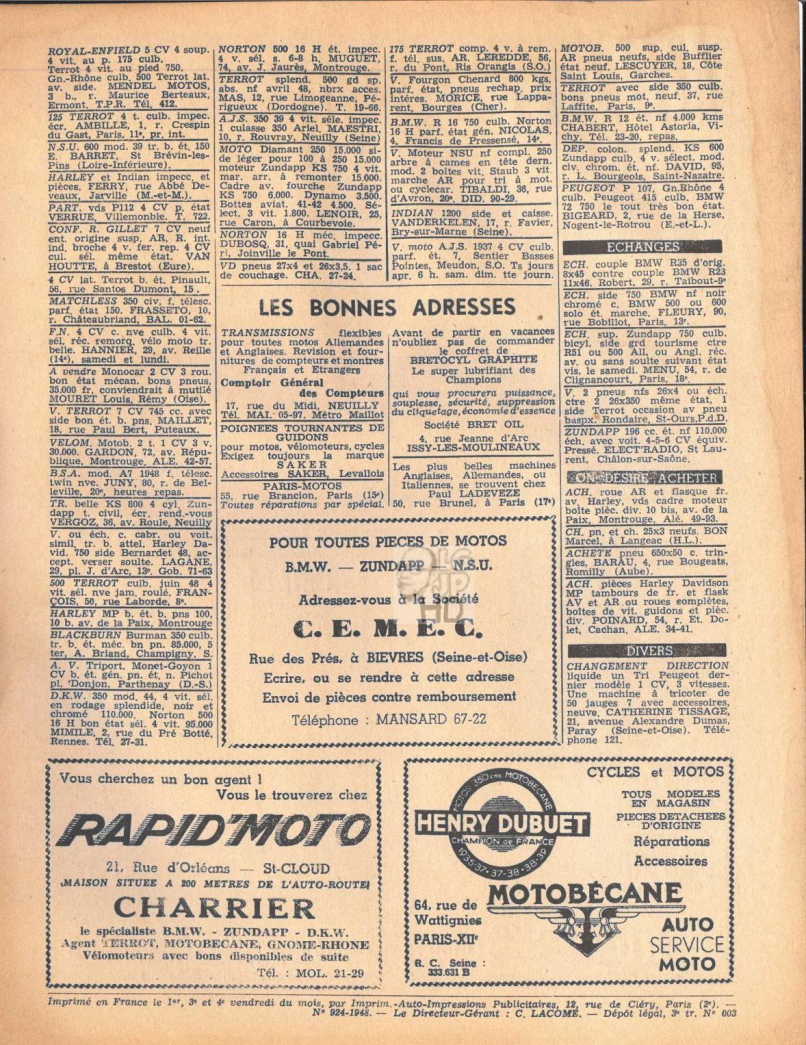 ROYAL-ENFIELD 5 CV 4 soup.
4 vit. au p. 175 culb.
Terrot 4 vit. au pied 750.
Gn.-Rhône culb. 500 Terrot lat.
av. side. MENDEL MOTOS,
3 b., r. Maurice Berteaux,
Ermont. T.P.R. Tél. 412.
125 TERROT 4 t. culb. impec.
écr. AMBILLE, 1, r. Crespin
du Gast, Paris, 11e, pr. int.
N.S.U. 600 mod. 39 tr. b. ét. 150
E. BARRET, St Brévin-les-
Pins (Loire-Inférieure).
HARLEY et Indian impecc. et
pièces. FERRY, rue Abbé De-
veaux, Jarville (M.-et-M.).
PART. vds P112 4 CV p. état
VERRUE, Villemonble. T. 722.
CONF. R. GILLET 7 CV neuf
ent. origine susp. AR, R. int.
ind, broche 4 v. fer. rep. 4 CV
cul. sél. même état. VAN
HOUTTE, à Brestot (Eure).
4 CV lat. Terrot b. ét. Pinault,
56, rue Santos Dumont, 15e.
MATCHLESS 350 civ, f. télesc.
parf. état 150. FRASSETO, 10,
r. Châteaubriand, BAL. 01-62.
F.N. 4 CV c. nve culb. 4 vit.
sél. réc. remorq. vélo moto tr.
belle. HANNIER, 29, av. Reille
(14e), samedi et lundi.
A vendre Monocar 2 CV 3 rou.
bon état mécan. bons pneus,
35.000 fr. conviendrait à mutilé
MOURET Louis, Rémy (Oise).
V. TERROT 7 CV 745 cc. avec
side bon ét. b. pns, MAILLET,
18, rue Paul Bert, Puteaux.
VELOM. Motob. 2 t. 1 CV 3 v.
30.000. GARDON, 72, av. Répu-
blique, Montrouge, ALE. 42-57.
B.S.A. mod. A7 1948 f. télesc.
twin nve. JUNY, 80, r. de Bel-
leville, 20e, heures repas.
TR. belle KS 800 4 cyl. Zun-
dapp t. civil, écr. rend.-vous
VERGOZ, 36, av. Roule, Neuilly
V. ou éch. c. cabr. ou voit.
simil. tr. b. attel. Harley Da-
vid. 750 side Bernardet 48, ac-
cept. verser soulte. LAGANE,
29, pl. J. d'Arc, 13e, Gob. 71-63
500 TERROT culb. juin 48 4
vit. sél. nve jam. roulé, FRAN-
ÇOIS, 56, rue Laborde, 8e.
HARLEY MP b. ét. b. pns 100,
10 b. av. de la Paix, Montrouge
BLACKBURN Burman 350 culb.
tr. b. ét. méc. bn pn. 85.000, 5
ter, A. Briand, Champigny, S.
A. V. Triport. Monet-Goyon 1
CV b. ét. gén. pn. ét. n. Pichot
pl. 'Donjon, Parthenay (D.-S.)
D.K.W. 350 mod. 44, 4 vit. sél.
en rodage splendide, noir et
chromé 110.000, Norton 500
16 H bon état sél. 4 vit. 95.000
MIMILE, 2, rue du Pré Botté,
Rennes. Tél. 27-31.
NORTON 500 16 H ét. impec.
4 v. sél. s. 6-8 h. MUGUET,
74, av. J. Jaurès, Montrouge.
TERROT splend. 500 gd sp.
abs. nf avril 48, nbrx acces.
MAS, 12, rue Limogeanne, Pé-
rigueux (Dordogne). T. 19-66.
A.J.S. 350 39 4 vit. séle. impec.
1 culasse 350 Ariel, MAESTRI,
10, r. Rouvray, Neuilly (Seine)
MOTO Diamant 250 15.000 si-
de léger pour 100 à 250 15.000
moteur Zundapp KS 750 4 vit.
mar. arr. à remonter 15.000.
Cadre av. fourche Zundapp
KS 750 6.000. Dynamo 3.500.
Bottes aviat. 41-42 4.500. Sé-
lect. 3 vit. 1.800. LENOIR, 25,
rue Caron, à Courbevoie.
NORTON 16 H méc. impecc.
DUBOSQ, 31, quai Gabriel Pé-
ri, Joinville le Pont.
VD pneus 27x4 et 26x3,5, 1 sac
de couchage. CHA. 27-24.
175 TERROT comp. 4 v. à rem.
f. tél. sus. AR. LEREDDE, 56,
r. du Pont, Ris Orangis (S.O.)
V. Fourgon Chenard 800 kgs,
parf. état, pneus rechap, prix
intéres. MORICE, rue Lappa-
rent, Bourges (Cher).
B.M.W. R 16 750 culb. Norton
16 H parf. état gén. NICOLAS,
4, Francis de Pressensé, 14e.
V. Moteur NSU nf compl. 250
arbre à cames en tête dern.
mod. 2 boîtes vit. Staub 3 vit
marche AR pour tri à mot.
ou cyclecar. TIBALDI, 36, rue
d'Avron, 20e. DID. 90-29.
INDIAN 1200 side et caisse.
VANDERKELEN, 17, r. Favier,
Bry-sur-Marne (Seine).
V. moto A.J.S. 1937 4 CV culb.
parf. ét. 7, Sentier Basses
Pointes, Meudon, S.O. Ts jours
apr. 6 h. sam. dim. tte journ.
LES BONNES ADRESSES
TRANSMISSIONS flexibles
pour toutes motos Allemandes
et Anglaises. Revision et four-
nitures de compteurs et montres
Français et Etrangers
Comptoir Général
des Compteurs
17, rue du Midi, NEUILLY
Tél. MAI. 05-97. Métro Maillot
POIGNEES TOURNANTES DE
GUIDONS
pour motos, vélomoteurs, cycles
Exigez toujours la marque
SAKER
Accessoires SAKER, Levallois
PARIS-MOTOS
55, rue Brancion, Paris (15e)
Toutes réparations par spécial.
Avant de partir en vacances
n'oubliez pas de commander
le coffret de
BRETOCYL GRAPHITE
Le super lubrifiant des
Champions
qui vous procurera puissance,
souplesse, sécurité, suppression
du cliquetage, économie d'essence
Société BRET OIL
4, rue Jeanne d'Arc
ISSY-LES-MOULINEAUX
Les plus belles machines
Anglaises, Allemandes, ou
Italiennes, se trouvent chez
Paul LADEVEZE
50, rue Brunel, à Paris (17e)
POUR TOUTES PIECES DE MOTOS
B.M.W. — ZUNDAPP — N.S.U.
Adressez-vous à la Société
C. E. M. E. C.
Rue des Prés, à BIEVRES (Seine-et-Oise)
Ecrire, ou se rendre à cette adresse
Envoi de pièces contre remboursement
Téléphone : MANSARD 67-22
MOTOB. 500 sup. cul. susp.
AR pneus neufs, side Bufflier
état neuf. LESCUYER, 18, Côte
Saint Louis, Garches.
TERROT avec side 350 culb.
bons pneus mot. neuf, 37, rue
Laffite, Paris, 9e.
B.M.W. R 12 ét. nf 4.000 kms
CHABERT, Hôtel Astoria, Vi-
chy. Tél. 23-20. repas.
DEP. colon. splend. KS 600
Zundapp culb. 4 v. sélect. mod.
civ. chrom. ét. nf. DAVID, 95,
r. L. Bourgeois, Saint-Nazaire.
PEUGEOT P 107, Gn.Rhône 4
culb. Peugeot 415 culb. BMW
72 750 le tout très bon état.
BIGEARD, 2, rue de la Herse,
Nogent-le-Rotrou (E.-et-L.).
ECHANGES
ECH. couple BMW R35 d'orig.
8x45 contre couple BMW R23
11x46. Robert, 29, r. Taibout-9e
ECH. side 750 BMW nf noir
chromé c. BMW 500 ou 600
solo ét. marche. FLEURY, 90,
rue Bobillot, Paris, 13e.
ECH. sup. Zundapp 750 culb.
bicyl. side grd tourisme ctre
R51 ou 500 All. ou Angl. réc.
av. ou sans soulte suivant état
vis. le samedi. MENU, 54, r. de
Clignancourt, Paris, 18e.
V. 2 pneus nfs 26x4 ou éch.
ctre 2 26x350 même état, 1
side Terrot occasion av pneu
baspx. Rondaire, St-Ours,P.d.D.
ZUNDAPP 196 CC. ét. nf 110.000
éch. avec voit. 4-5-6 CV équiv.
Pressé. ELECT'RADIO, St Lau-
rent, Châlon-sur-Saône.
ON DESIRE ACHETER
ACH. roue AR et flasque fr.
av. Harley, vds cadre moteur
boîte pièc. div. 10 bis, av. de la
Paix, Montrouge, Alé. 49-93.
CH. pn. et ch. 25x3 neufs. BON
Marcel, à Langeac (H.L.).
ACHETE pneu 650x50 c. trin-
gles, BARAU, 4, rue Bougeats,
Romilly (Aube).
ACH. pièces Harley Davidson
MP tambours de fr. et flask
AV et AR ou roues complètes,
boîtes de vit. guidons et pièc.
div. POINARD, 54, r. Et. Do-
let, Cachan, ALE. 34-41.
DIVERS
CHANGEMENT DIRECTION
liquide un Tri Peugeot der-
nier modèle 1 CV, 3 vitesses.
Une machine à tricoter de
50 jauges 7 avec accessoires,
neuve. CATHERINE TISSAGE,
21, avenue Alexandre Dumas,
Paray (Seine-et-Oise). Télé-
phone 121.
Vous cherchez un bon agent !
Vous le trouverez chez
RAPID'MOTO
21, Rue d'Orléans — St-CLOUD
MAISON SITUEE A 200 METRES DE L'AUTO-ROUTE
CHARRIER
le spécialiste B.M.W. - ZUNDAPP - D.K.W.
Agent TERROT, MOTOBECANE, GNOME-RHONE
Vélomoteurs avec bons disponibles de suite
Tél. : MOL. 21-29
MOTOS 350 cmc MOTOBECANE
HENRY DUBUET
CHAMPION de FRANCE
1935-37-37-38-38-39
CYCLES et MOTOS
TOUS MODELES
EN MAGASIN
PIECES DETACHEES
D'ORIGINE
Réparations
Accessoires
MOTOBÉCANE
64, rue de
Wattignies
PARIS-XIIe
R. C. Seine :
333.631 B
AUTO
SERVICE
MOTO
Imprimé en France le 1er, 3e et 4e vendredi du mois, par Imprim.-Auto-Impressions Publicitaires, 12, rue de Cléry, Paris (2e). —
N° 924-1948. — Le Directeur-Gérant : C. LACOME. — Dépôt légal, 3e tr. N° 603